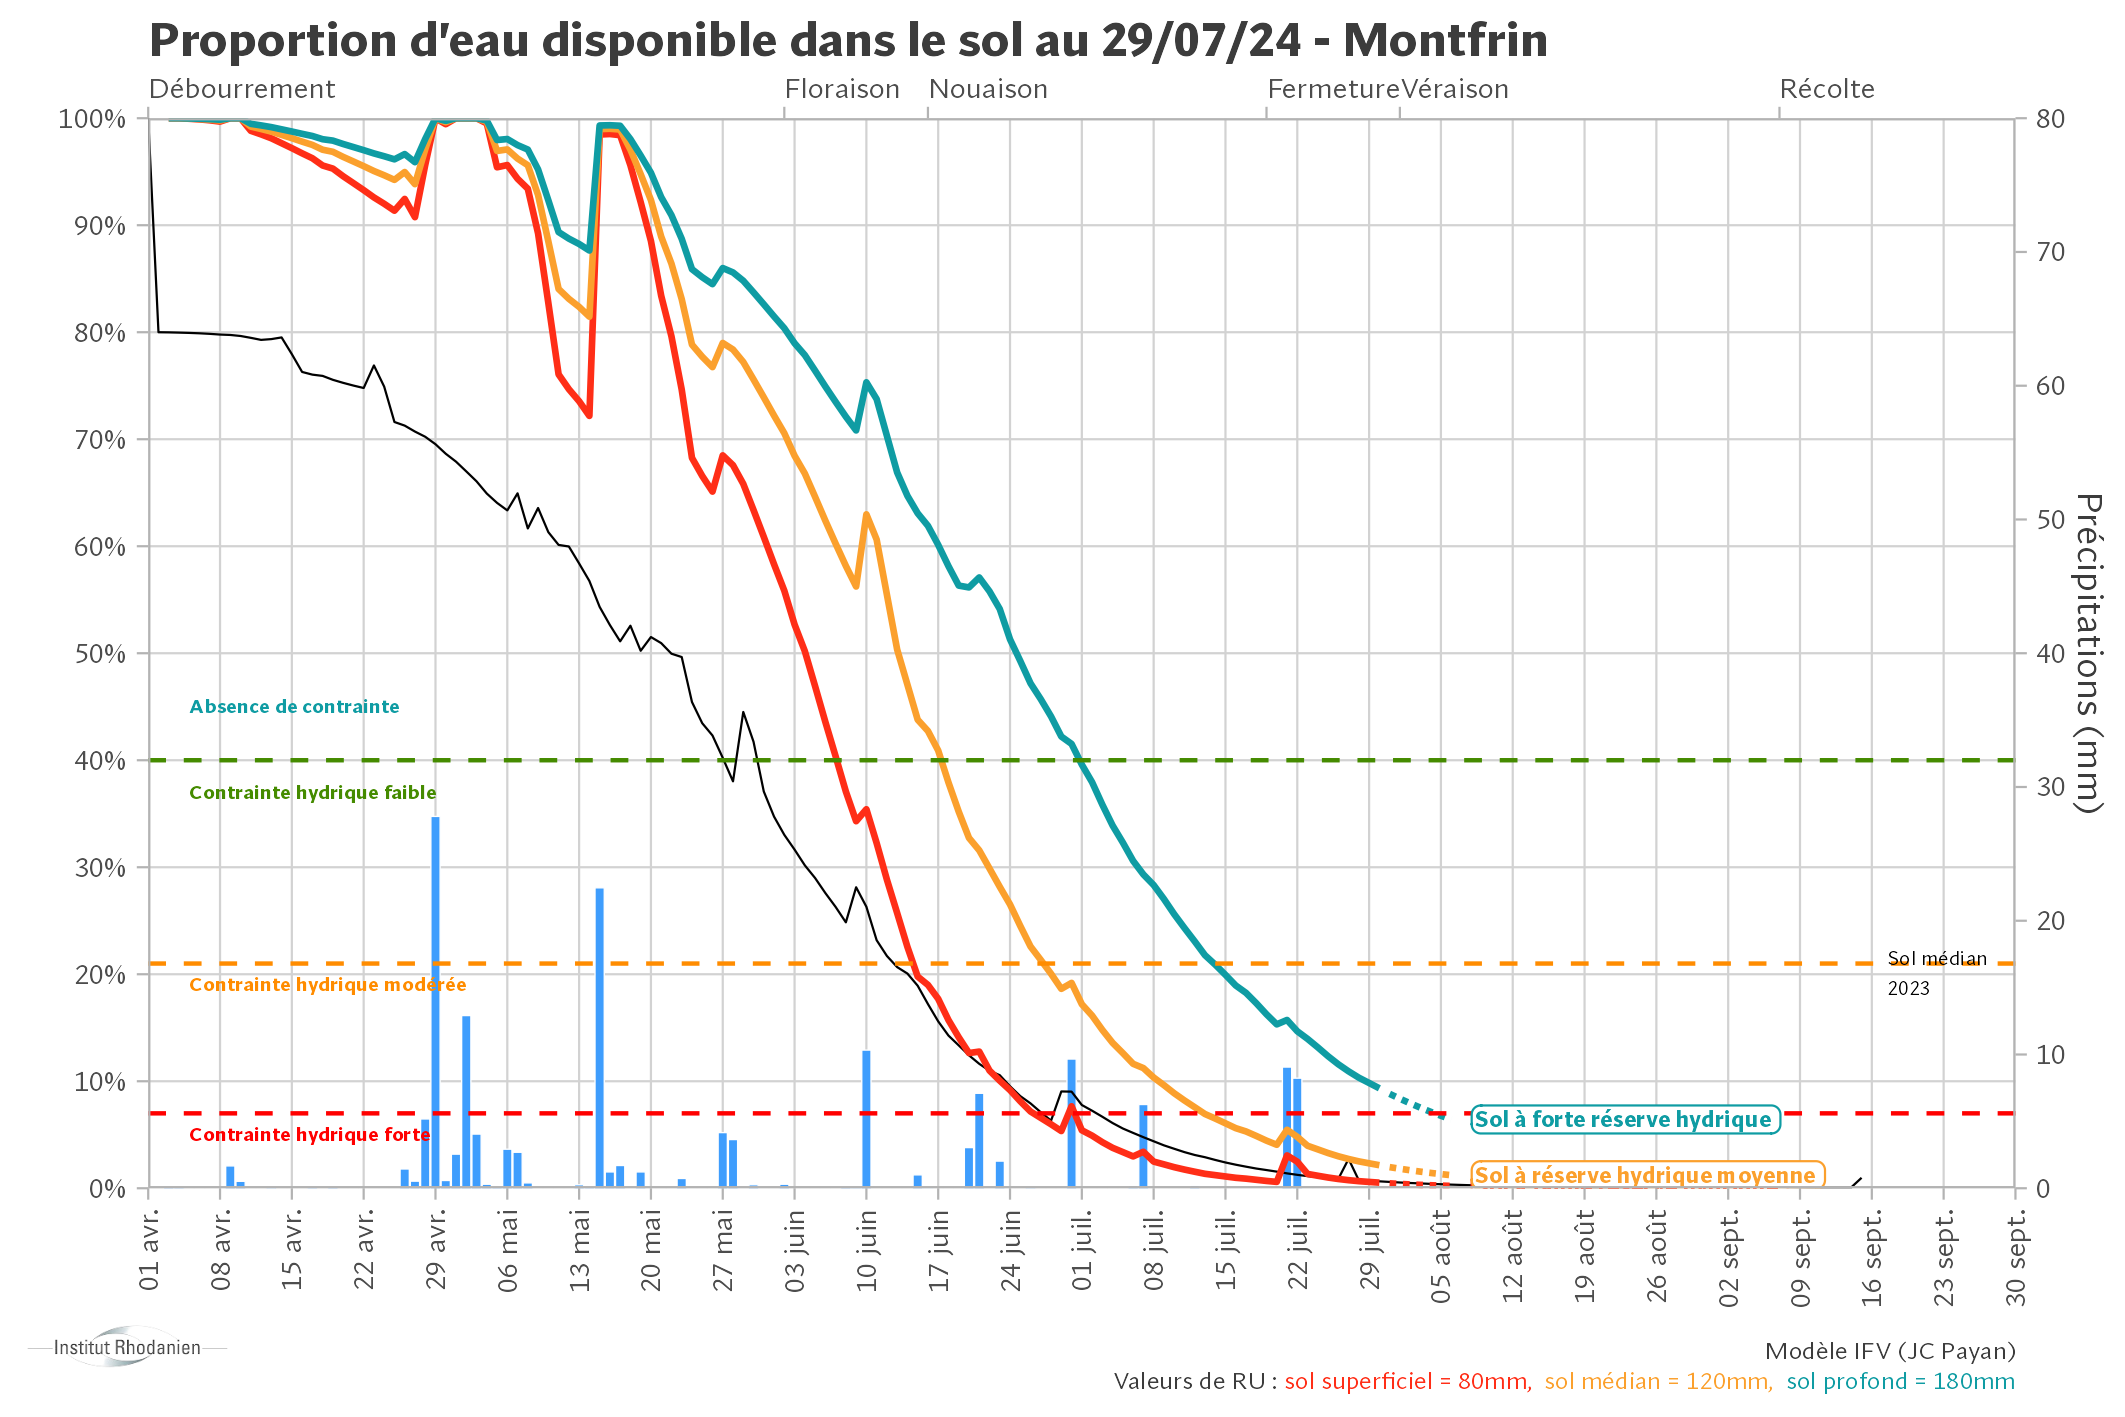 Proportion d'eau disponible dans le sol au 29/07/24 - Montfrin
Débourrement Floraison Nouaison Fermeture Véraison Récolte
100% 80
90%
70
80%
60
70%
50
60%
50% 40
Précipitations (mm)
Absence de contrainte
40%
Contrainte hydrique faible
30
30%
20
Sol médian
20%
Contrainte hydrique modérée
2023
10
10%
Sol à forte réserve hydrique
Contrainte hydrique forte
Sol à réserve hydrique moyenne
0% 0
01 avr. 08 avr. 15 avr. 22 avr. 29 avr. 06 mai 13 mai 20 mai 27 mai 03 juin 10 juin 17 juin 24 juin 01 juil. 08 juil. 15 juil. 22 juil. 29 juil. 05 août 12 août 19 août 26 août 02 sept. 09 sept. 16 sept. 23 sept. 30 sept.
Institut Rhodanien
Modèle IFV (JC Payan)
Valeurs de RU : sol superficiel = 80mm, sol médian = 120mm, sol profond = 180mm